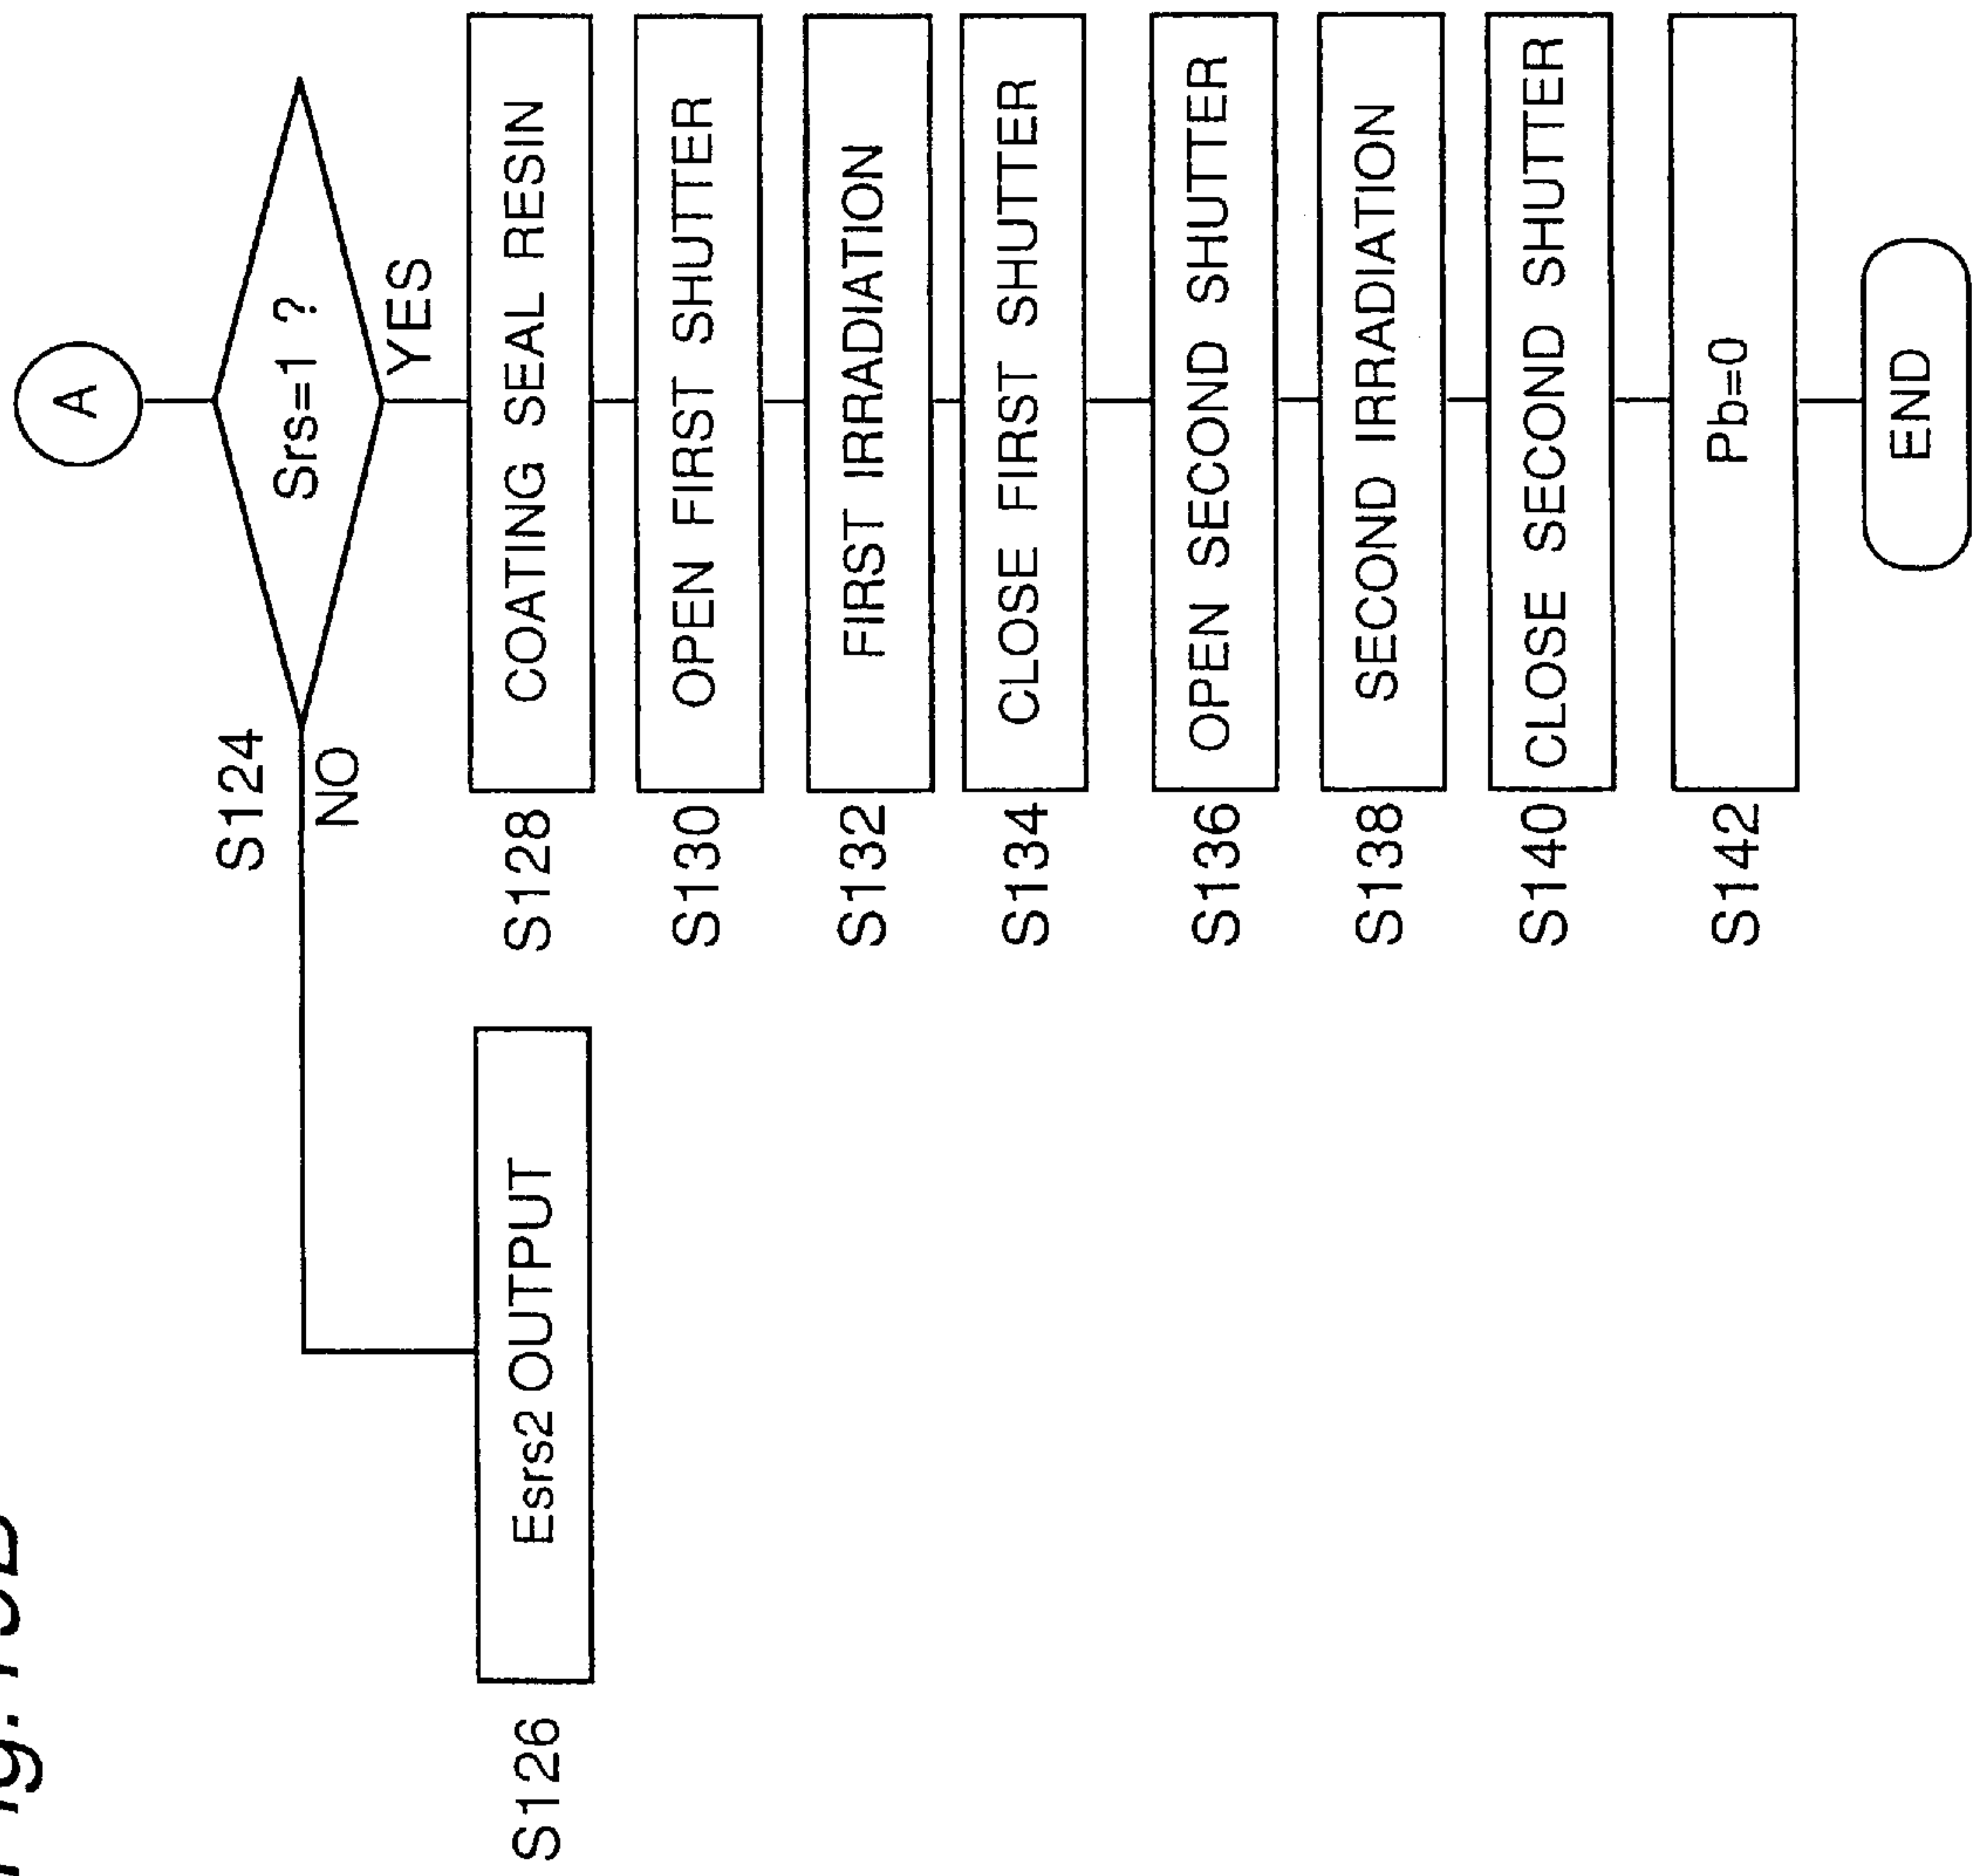 A
S124
Srs=1 ?
NO
YES
S126
Esrs2 OUTPUT
S128
COATING SEAL RESIN
S130
OPEN FIRST SHUTTER
S132
FIRST IRRADIATION
S134
CLOSE FIRST SHUTTER
S136
OPEN SECOND SHUTTER
S138
SECOND IRRADIATION
S140
CLOSE SECOND SHUTTER
S142
Pb=0
END